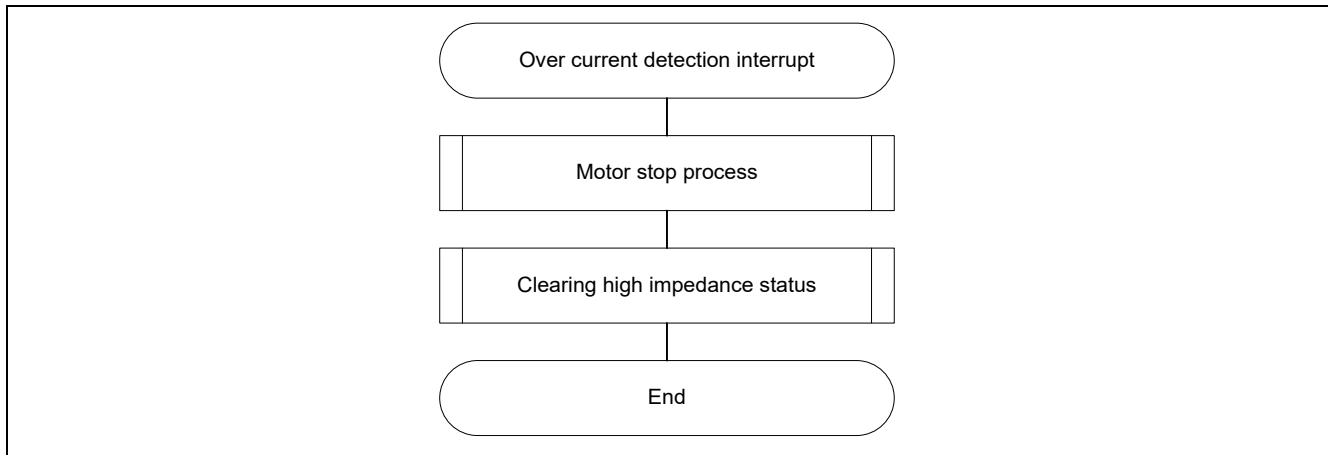 Over current detection interrupt
Motor stop process
Clearing high impedance status
End